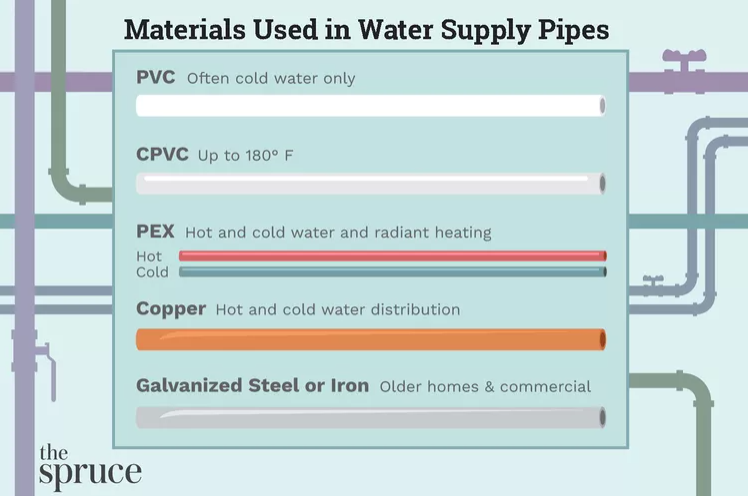 Materials Used in Water Supply Pipes
PVC Often cold water only
CPVC Up to 180° F
PEX Hot and cold water and radiant heating
Hot
Cold
Copper Hot and cold water distribution
Galvanized Steel or Iron Older homes & commercial
the
spruce